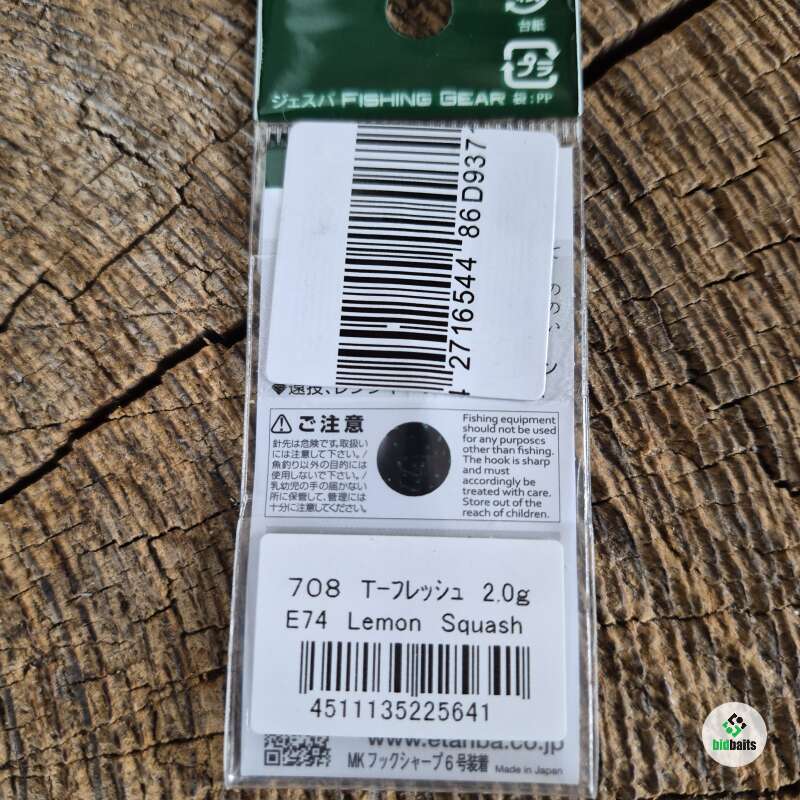 台紙
プラ
ジェスパ FISHING GEAR 袋:PP
2716544 86D937
ご注意
針先は危険です。取扱い
には注意して下さい。/
魚釣り以外の目的には
使用しないで下さい。/
乳幼児の手の届かない
所に保管して、管理には
十分に注意してください。
Fishing equipment
should not be used
for any purposes
other than fishing.
The hook is sharp
and must
accordingly be
treated with care.
Store out of the
reach of children.
708 T-フレッシュ 2.0g
E74 Lemon Squash
4511135225641
www.etanba.co.jp
MKフックシャープ6号装着 Made in Japan
bidbaits